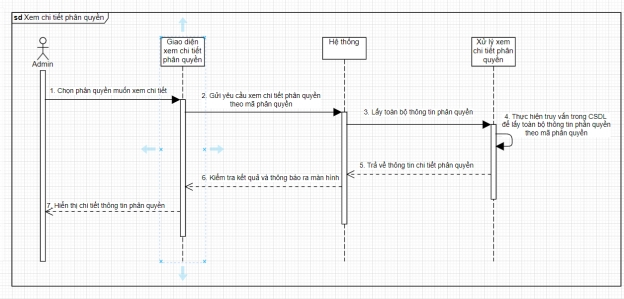 sd Xem chi tiết phân quyền
Admin
Giao diện
xem chi tiết
phân quyền
Hệ thống
Xử lý xem
chi tiết phân
quyền
1. Chọn phân quyền muốn xem chi tiết
2. Gửi yêu cầu xem chi tiết phân quyền
theo mã phân quyền
3. Lấy toàn bộ thông tin phân quyền
4. Thực hiện truy vấn trong CSDL
để lấy toàn bộ thông tin phân quyền
theo mã phân quyền
5. Trả về thông tin chi tiết phân quyền
6. Kiểm tra kết quả và thông báo ra màn hình
7. Hiển thị chi tiết thông tin phân quyền